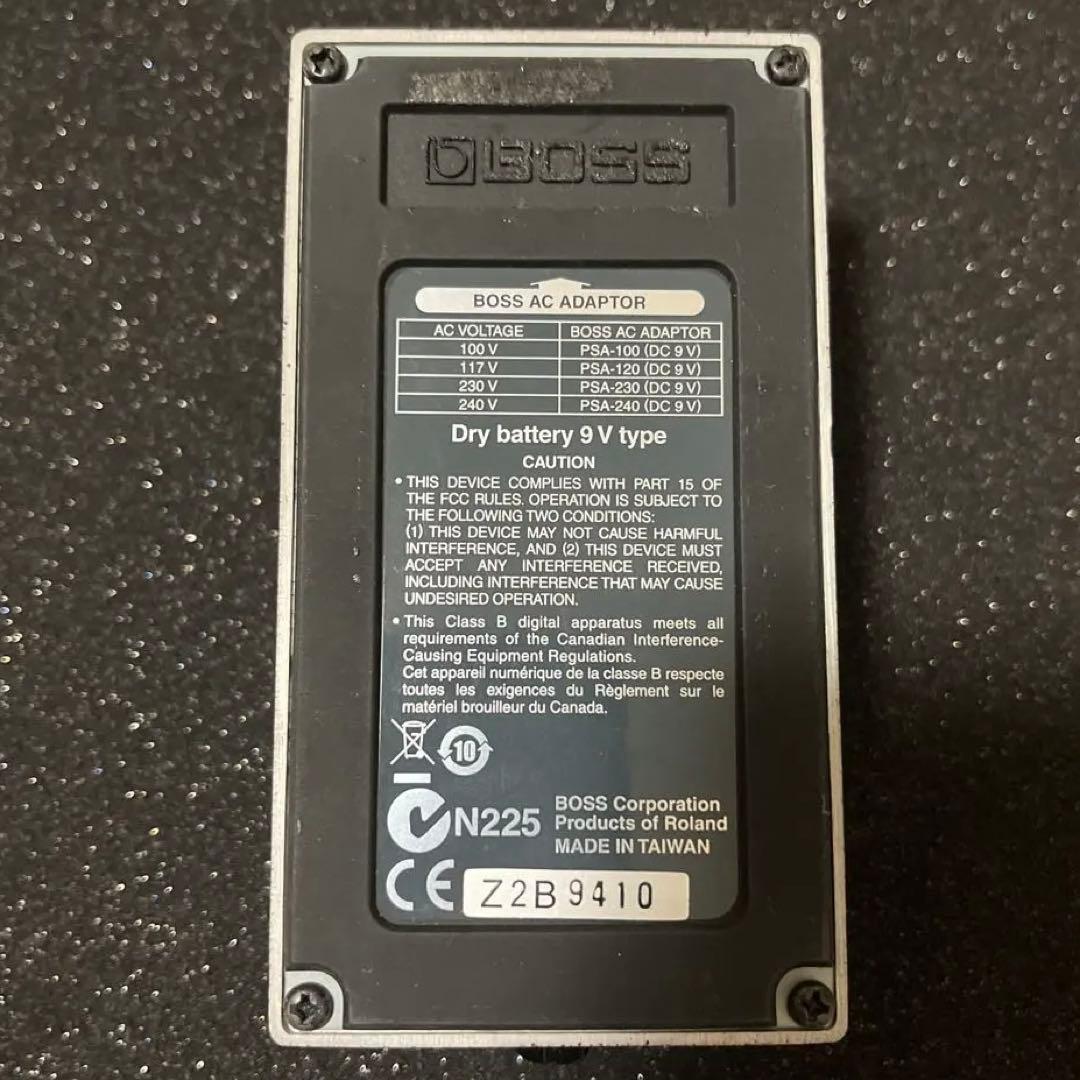 BOSS
BOSS AC ADAPTOR
AC VOLTAGE BOSS AC ADAPTOR
100 V PSA-100 (DC 9 V)
117 V PSA-120 (DC 9 V)
230 V PSA-230 (DC 9 V)
240 V PSA-240 (DC 9 V)
Dry battery 9 V type
CAUTION
• THIS DEVICE COMPLIES WITH PART 15 OF
THE FCC RULES. OPERATION IS SUBJECT TO
THE FOLLOWING TWO CONDITIONS:
(1) THIS DEVICE MAY NOT CAUSE HARMFUL
INTERFERENCE, AND (2) THIS DEVICE MUST
ACCEPT ANY INTERFERENCE RECEIVED,
INCLUDING INTERFERENCE THAT MAY CAUSE
UNDESIRED OPERATION.
• This Class B digital apparatus meets all
requirements of the Canadian Interference-
Causing Equipment Regulations.
Cet appareil numérique de la classe B respecte
toutes les exigences du Règlement sur le
matériel brouilleur du Canada.
10
N225
BOSS Corporation
Products of Roland
MADE IN TAIWAN
CE
Z2B9410